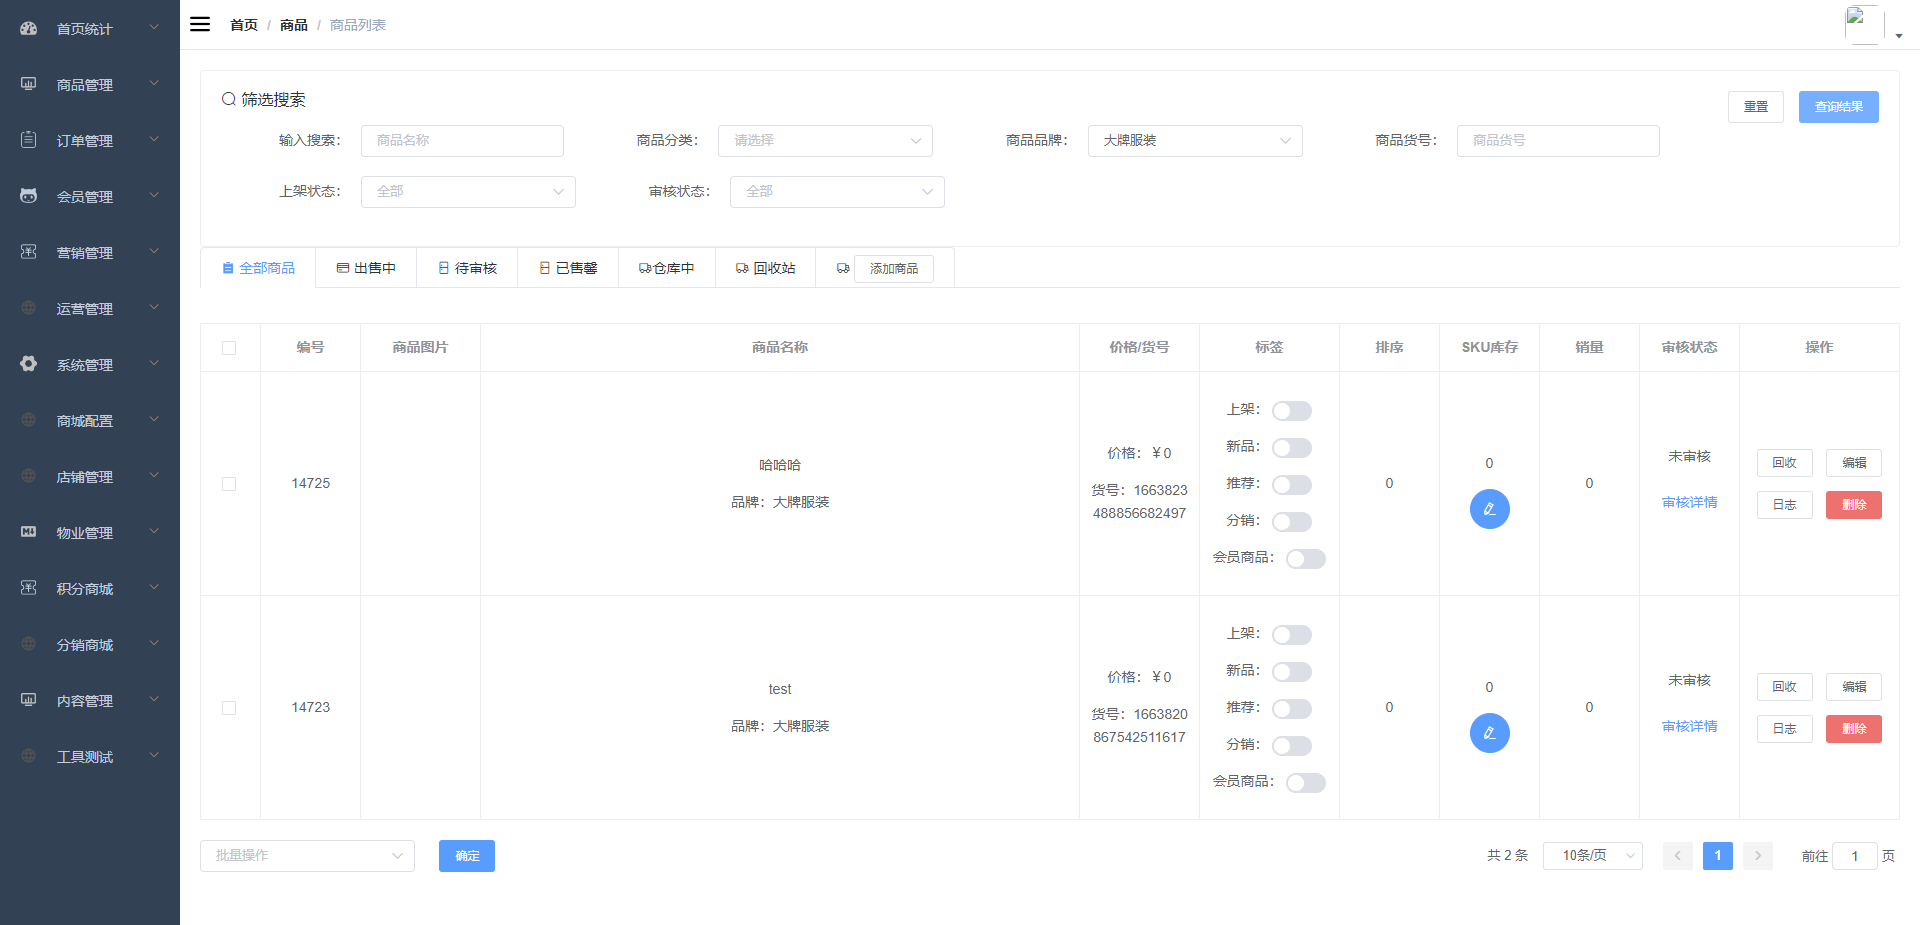 首页统计
商品管理
订单管理
会员管理
营销管理
运营管理
系统管理
商城配置
店铺管理
物业管理
积分商城
分销商城
内容管理
工具测试
首页 / 商品 / 商品列表
筛选搜索
重置 查询结果
输入搜索： 商品名称 商品分类： 请选择 商品品牌： 大牌服装 商品货号： 商品货号
上架状态： 全部 审核状态： 全部
全部商品 出售中 待审核 已售罄 仓库中 回收站 添加商品
编号 商品图片 商品名称 价格/货号 标签 排序 SKU库存 销量 审核状态 操作
14725
哈哈哈
品牌：大牌服装
价格：￥0
货号：1663823
488856682497
上架：
新品：
推荐：
分销：
会员商品：
0
0
0
未审核
审核详情
回收 编辑
日志 删除
14723
test
品牌：大牌服装
价格：￥0
货号：1663820
867542511617
上架：
新品：
推荐：
分销：
会员商品：
0
0
0
未审核
审核详情
回收 编辑
日志 删除
批量操作 确定 共 2 条 10条/页 1 前往 1 页